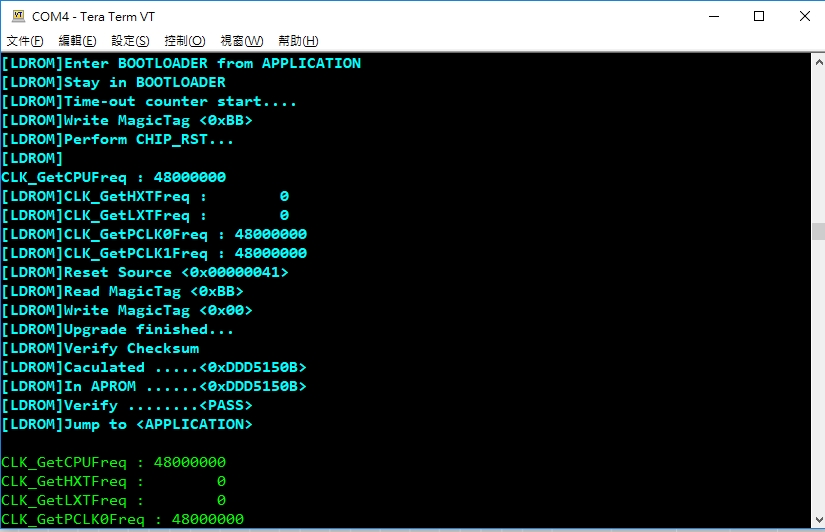 VT COM4 - Tera Term VT
文件(F) 編輯(E) 設定(S) 控制(O) 視窗(W) 幫助(H)
[LDROM]Enter BOOTLOADER from APPLICATION
[LDROM]Stay in BOOTLOADER
[LDROM]Time-out counter start....
[LDROM]Write MagicTag <0xBB>
[LDROM]Perform CHIP_RST...
[LDROM]
CLK_GetCPUFreq : 48000000
[LDROM]CLK_GetHXTFreq :        0
[LDROM]CLK_GetLXTFreq :        0
[LDROM]CLK_GetPCLK0Freq : 48000000
[LDROM]CLK_GetPCLK1Freq : 48000000
[LDROM]Reset Source <0x00000041>
[LDROM]Read MagicTag <0xBB>
[LDROM]Write MagicTag <0x00>
[LDROM]Upgrade finished...
[LDROM]Verify Checksum
[LDROM]Caculated .....<0xDDD5150B>
[LDROM]In APROM ......<0xDDD5150B>
[LDROM]Verify ........<PASS>
[LDROM]Jump to <APPLICATION>
CLK_GetCPUFreq : 48000000
CLK_GetHXTFreq :        0
CLK_GetLXTFreq :        0
CLK_GetPCLK0Freq : 48000000